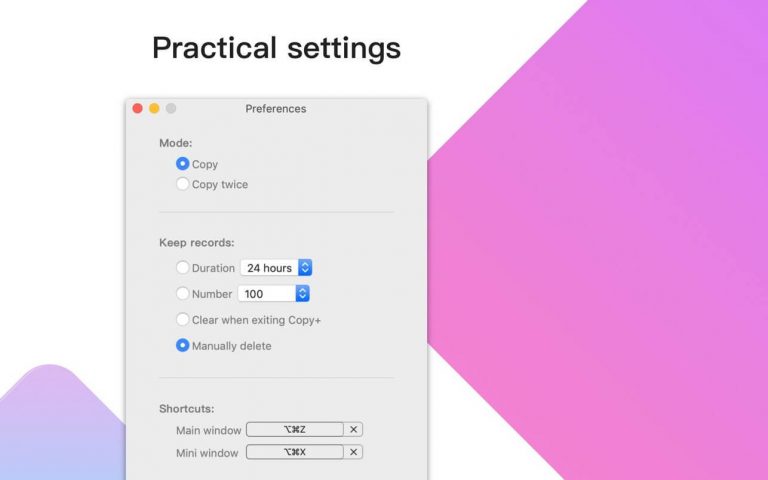 Practical settings
Preferences
Mode:
Copy
Copy twice
Keep records:
Duration 24 hours
Number 100
Clear when exiting Copy+
Manually delete
Shortcuts:
Main window ⌥⌘Z ✕
Mini window ⌥⌘X ✕